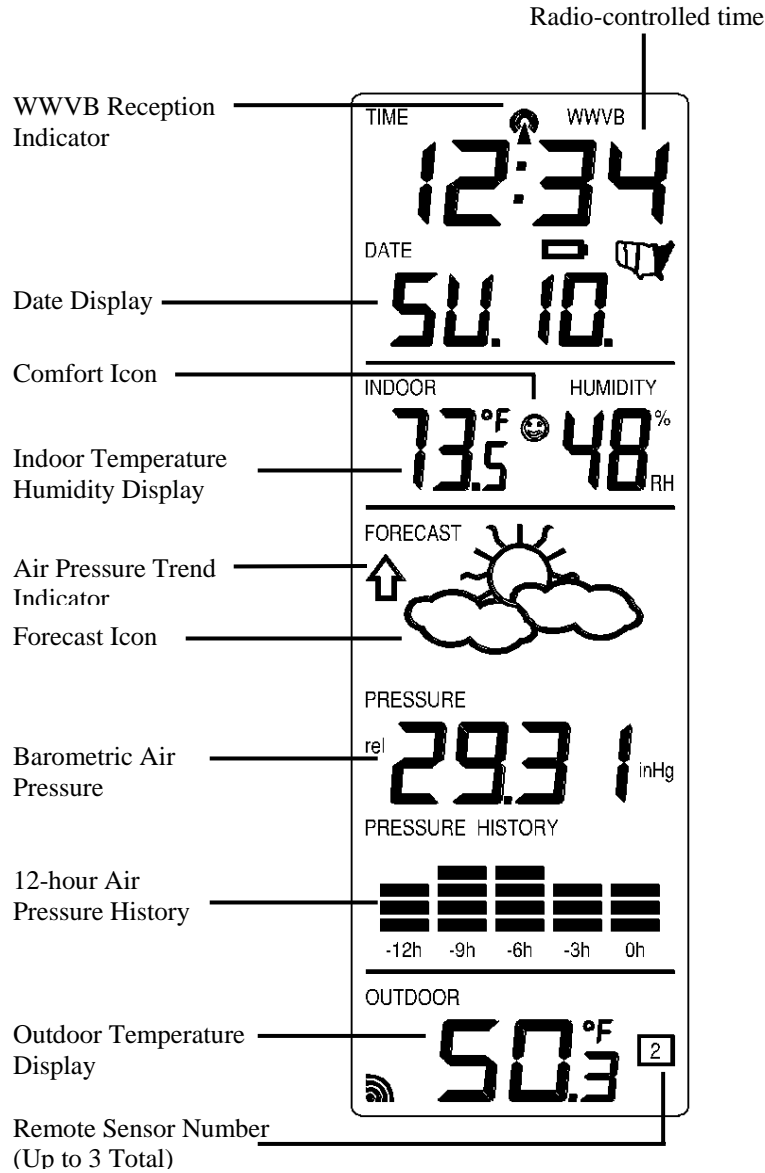 Radio-controlled time
WWVB Reception
Indicator
TIME
WWVB
12:34
DATE
Date Display
SU. 10.
Comfort Icon
INDOOR
HUMIDITY
73.5 °F
48 %
RH
Indoor Temperature
Humidity Display
FORECAST
Air Pressure Trend
Indicator
Forecast Icon
PRESSURE
rel
29.31
inHg
Barometric Air
Pressure
PRESSURE HISTORY
12-hour Air
Pressure History
-12h -9h -6h -3h 0h
OUTDOOR
Outdoor Temperature
Display
50.3 °F
2
Remote Sensor Number
(Up to 3 Total)